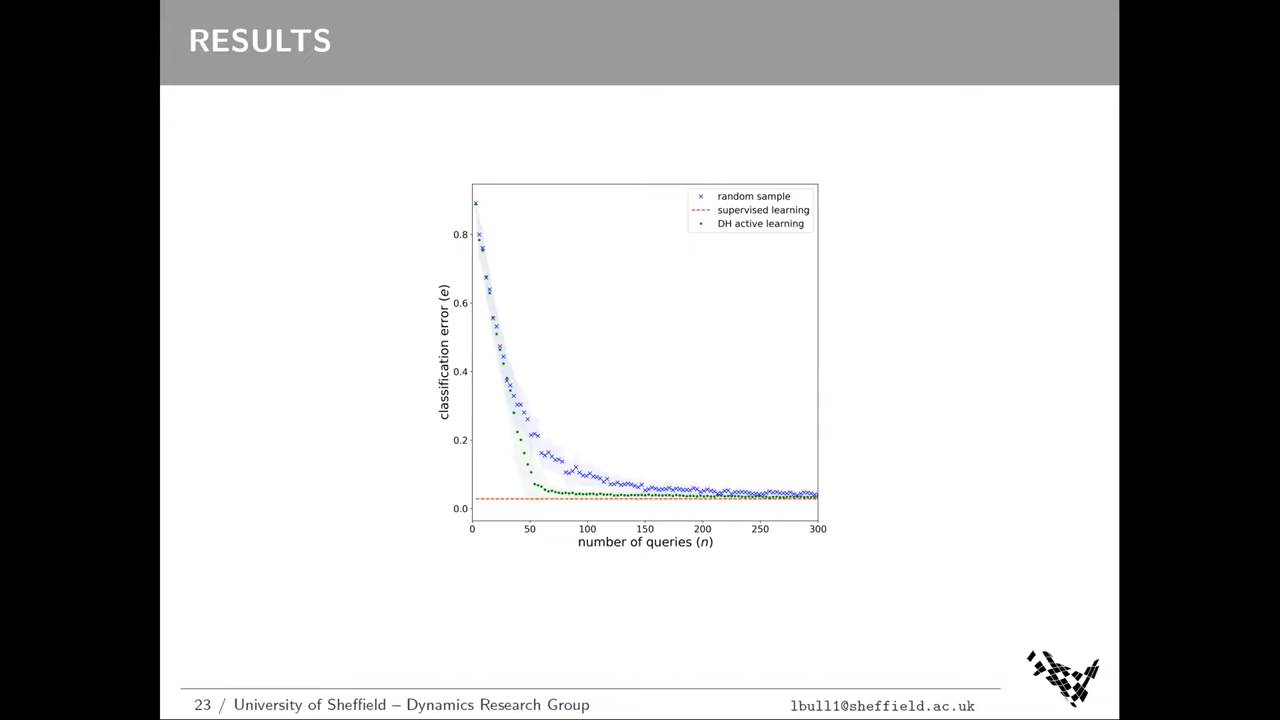 RESULTS
random sample
supervised learning
DH active learning
0.8
0.6
0.4
0.2
0.0
classification error (e)
0 50 100 150 200 250 300
number of queries (n)
23 / University of Sheffield – Dynamics Research Group
lbull1@sheffield.ac.uk